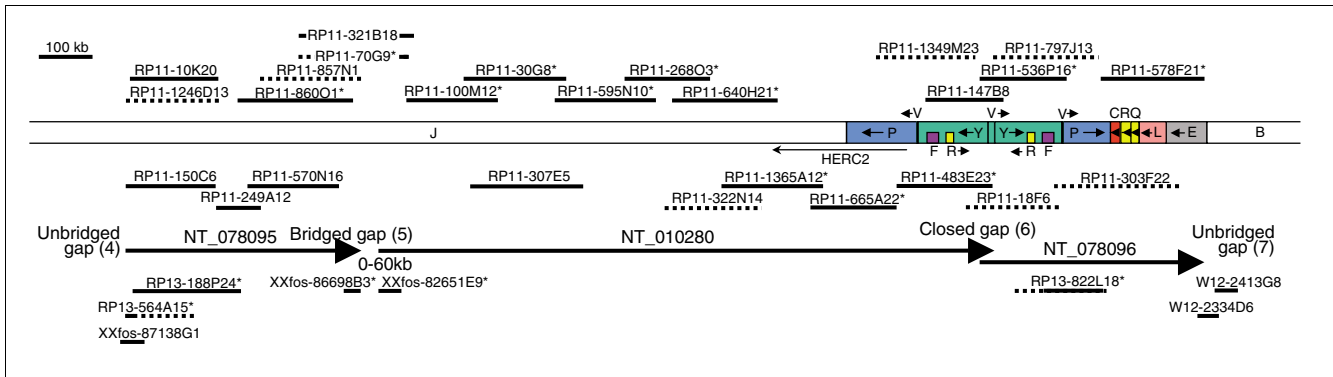 RP11-321B18
RP11-1349M23 RP11-797J13
100 kb RP11-70G9*
RP11-10K20 RP11-857N1 RP11-30G8* RP11-268O3* RP11-536P16* RP11-578F21*
RP11-1246D13 RP11-860O1* RP11-100M12* RP11-595N10* RP11-640H21* RP11-147B8
V V V CRQ
J P Y Y P L E B
F R R F
HERC2
RP11-150C6 RP11-570N16 RP11-307E5 RP11-1365A12* RP11-483E23* RP11-303F22
RP11-249A12 RP11-322N14 RP11-665A22* RP11-18F6
Unbridged gap (4) NT_078095 Bridged gap (5) NT_010280 Closed gap (6) NT_078096 Unbridged gap (7)
0-60kb
RP13-188P24* XXfos-86698B3* XXfos-82651E9* RP13-822L18* W12-2413G8
RP13-564A15* W12-2334D6
XXfos-87138G1